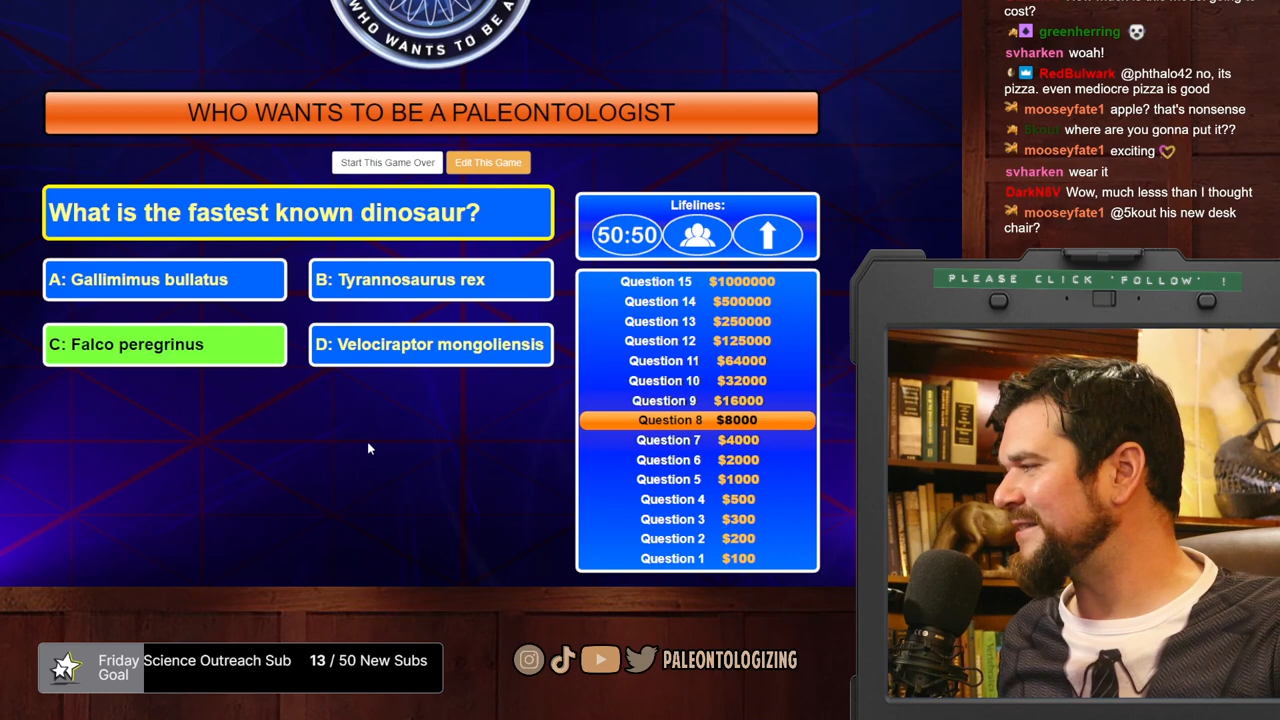 WHO WANTS TO BE A
WHO WANTS TO BE A PALEONTOLOGIST
Start This Game Over
Edit This Game
What is the fastest known dinosaur?
A: Gallimimus bullatus
B: Tyrannosaurus rex
C: Falco peregrinus
D: Velociraptor mongoliensis
Lifelines:
50:50
Question 15 $1000000
Question 14 $500000
Question 13 $250000
Question 12 $125000
Question 11 $64000
Question 10 $32000
Question 9 $16000
Question 8 $8000
Question 7 $4000
Question 6 $2000
Question 5 $1000
Question 4 $500
Question 3 $300
Question 2 $200
Question 1 $100
cost?
greenherring
svharken woah!
RedBulwark @phthalo42 no, its
pizza. even mediocre pizza is good
mooseyfate1 apple? that's nonsense
5kout where are you gonna put it??
mooseyfate1 exciting
svharken wear it
DarkN8V Wow, much lesss than I thought
mooseyfate1 @5kout his new desk
chair?
PLEASE CLICK 'FOLLOW' !
Friday Science Outreach Sub 13 / 50 New Subs
Goal
PALEONTOLOGIZING